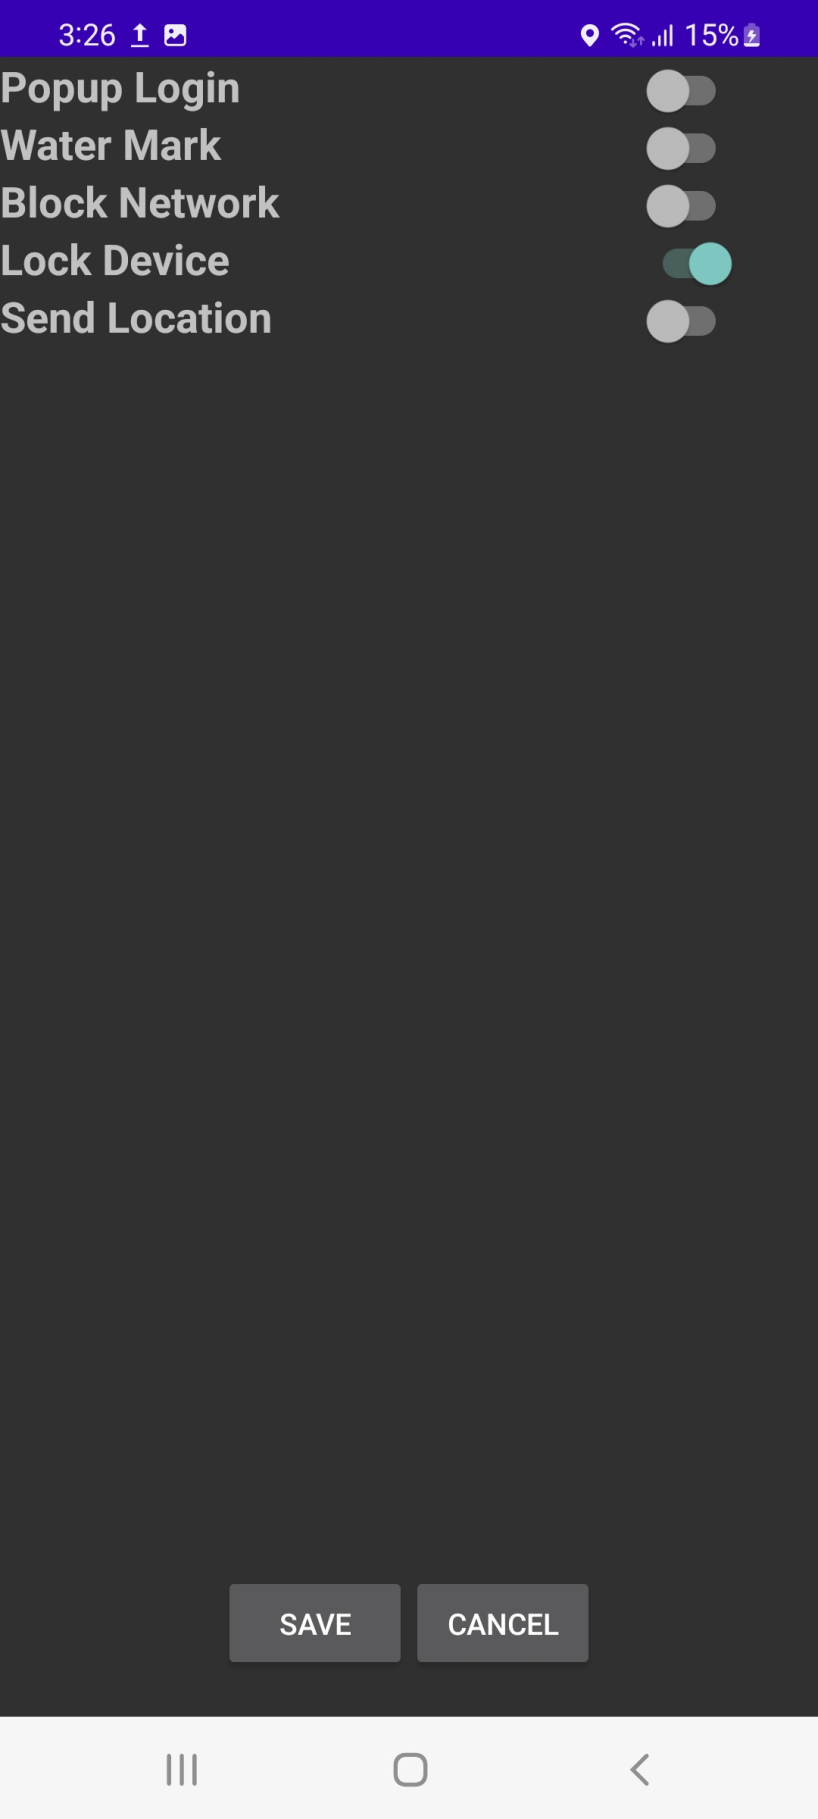 3:26 15%
Popup Login
Water Mark
Block Network
Lock Device
Send Location
SAVE CANCEL